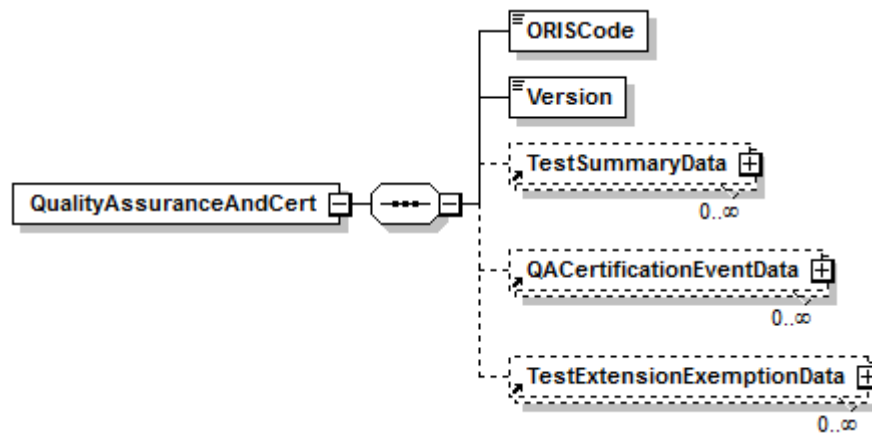 ORISCode
Version
TestSummaryData
0..∞
QualityAssuranceAndCert
QACertificationEventData
0..∞
TestExtensionExemptionData
0..∞